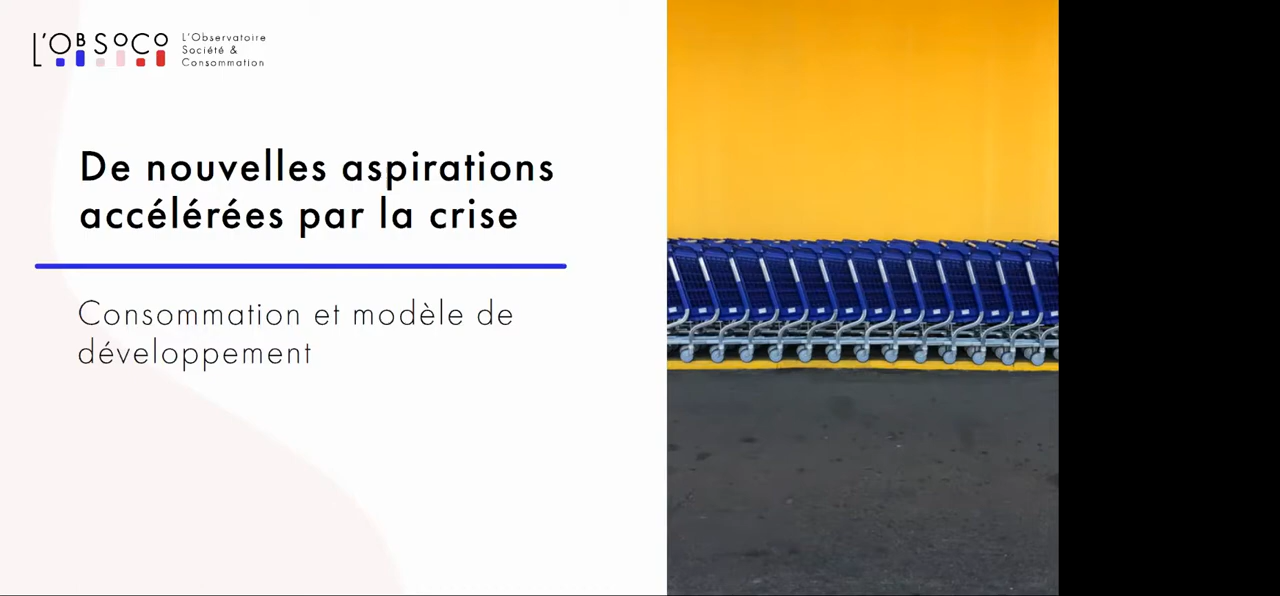 L'OBSOCO
L'Observatoire
Société &
Consommation
De nouvelles aspirations
accélérées par la crise
Consommation et modèle de
développement